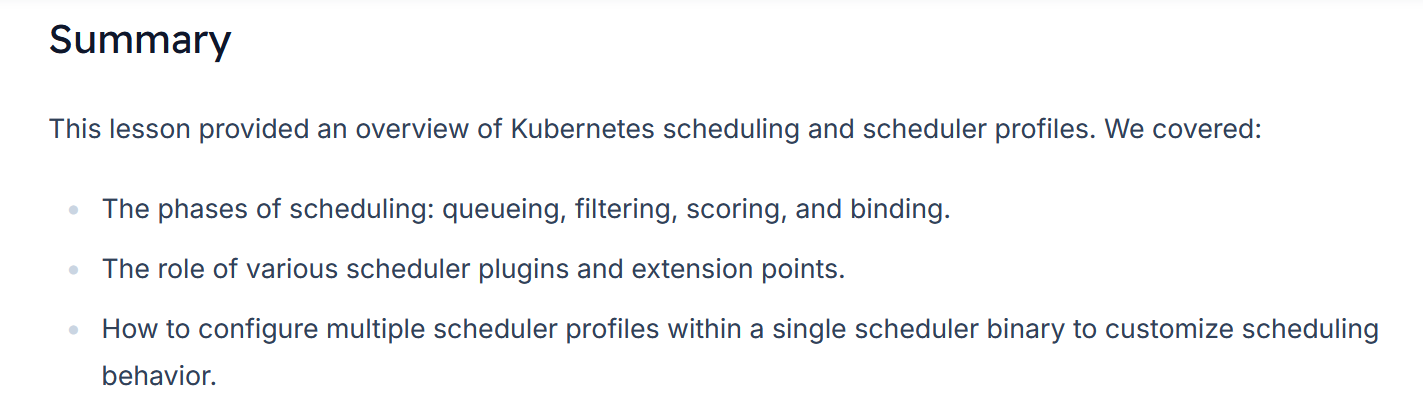 Summary
This lesson provided an overview of Kubernetes scheduling and scheduler profiles. We covered:
The phases of scheduling: queueing, filtering, scoring, and binding.
The role of various scheduler plugins and extension points.
How to configure multiple scheduler profiles within a single scheduler binary to customize scheduling
behavior.